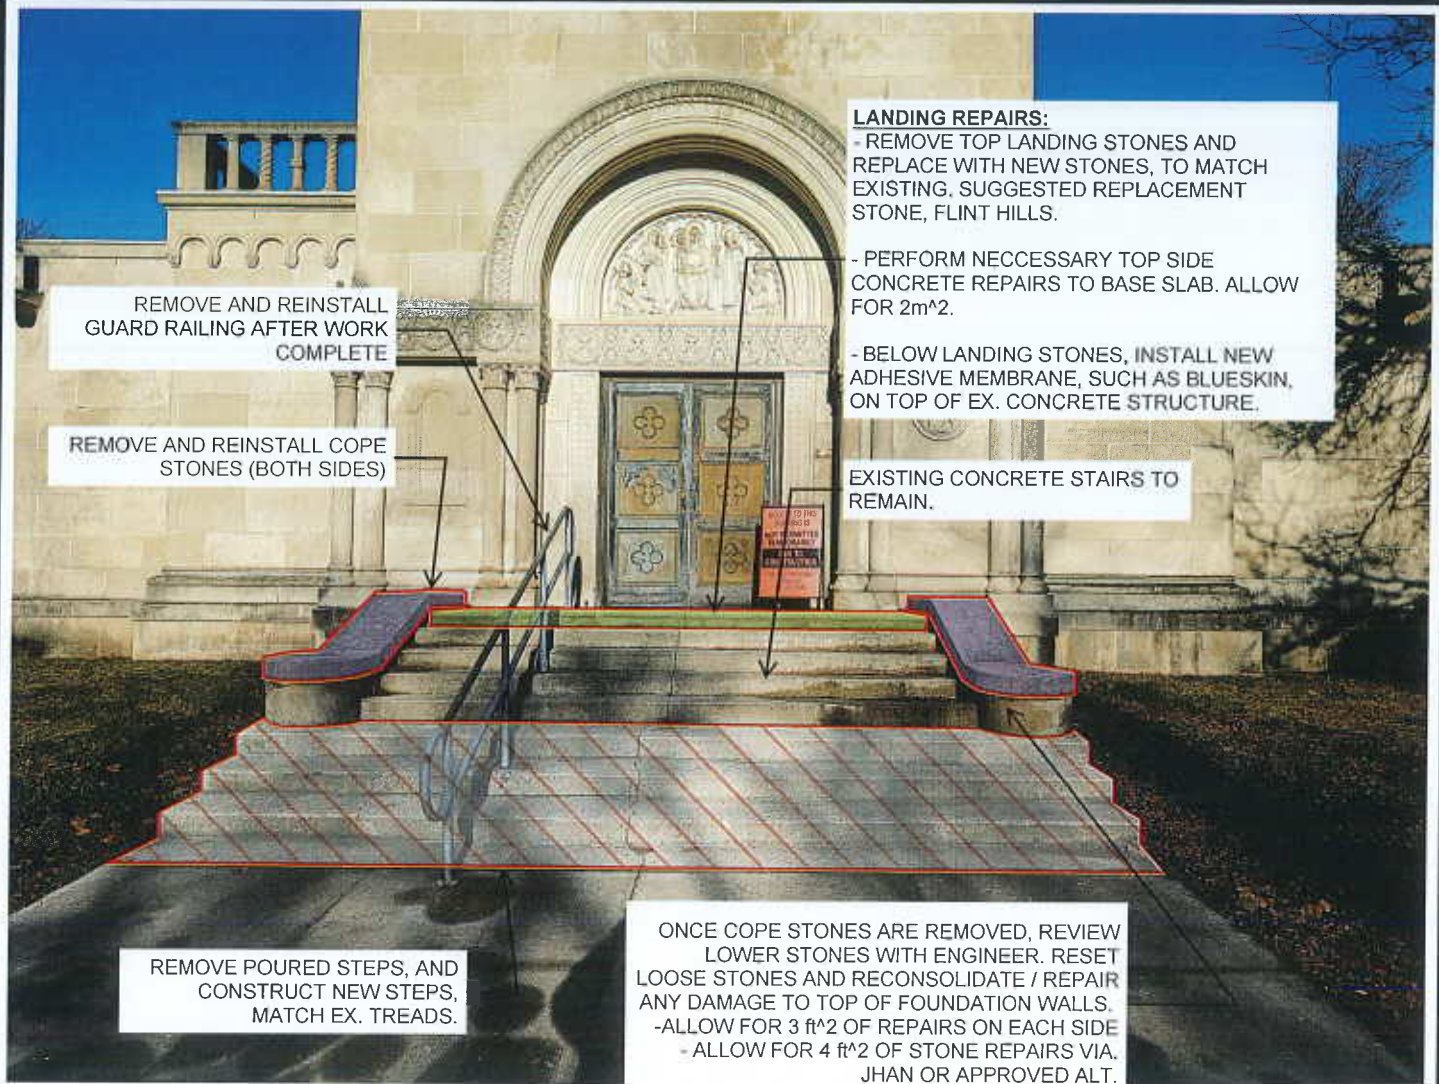 LANDING REPAIRS:
- REMOVE TOP LANDING STONES AND
REPLACE WITH NEW STONES, TO MATCH
EXISTING. SUGGESTED REPLACEMENT
STONE, FLINT HILLS.
- PERFORM NECCESSARY TOP SIDE
CONCRETE REPAIRS TO BASE SLAB. ALLOW
FOR 2m^2.
- BELOW LANDING STONES, INSTALL NEW
ADHESIVE MEMBRANE, SUCH AS BLUESKIN,
ON TOP OF EX. CONCRETE STRUCTURE.
REMOVE AND REINSTALL
GUARD RAILING AFTER WORK
COMPLETE
REMOVE AND REINSTALL COPE
STONES (BOTH SIDES)
EXISTING CONCRETE STAIRS TO
REMAIN.
REMOVE POURED STEPS, AND
CONSTRUCT NEW STEPS,
MATCH EX. TREADS.
ONCE COPE STONES ARE REMOVED, REVIEW
LOWER STONES WITH ENGINEER. RESET
LOOSE STONES AND RECONSOLIDATE / REPAIR
ANY DAMAGE TO TOP OF FOUNDATION WALLS.
-ALLOW FOR 3 ft^2 OF REPAIRS ON EACH SIDE
- ALLOW FOR 4 ft^2 OF STONE REPAIRS VIA.
JHAN OR APPROVED ALT.